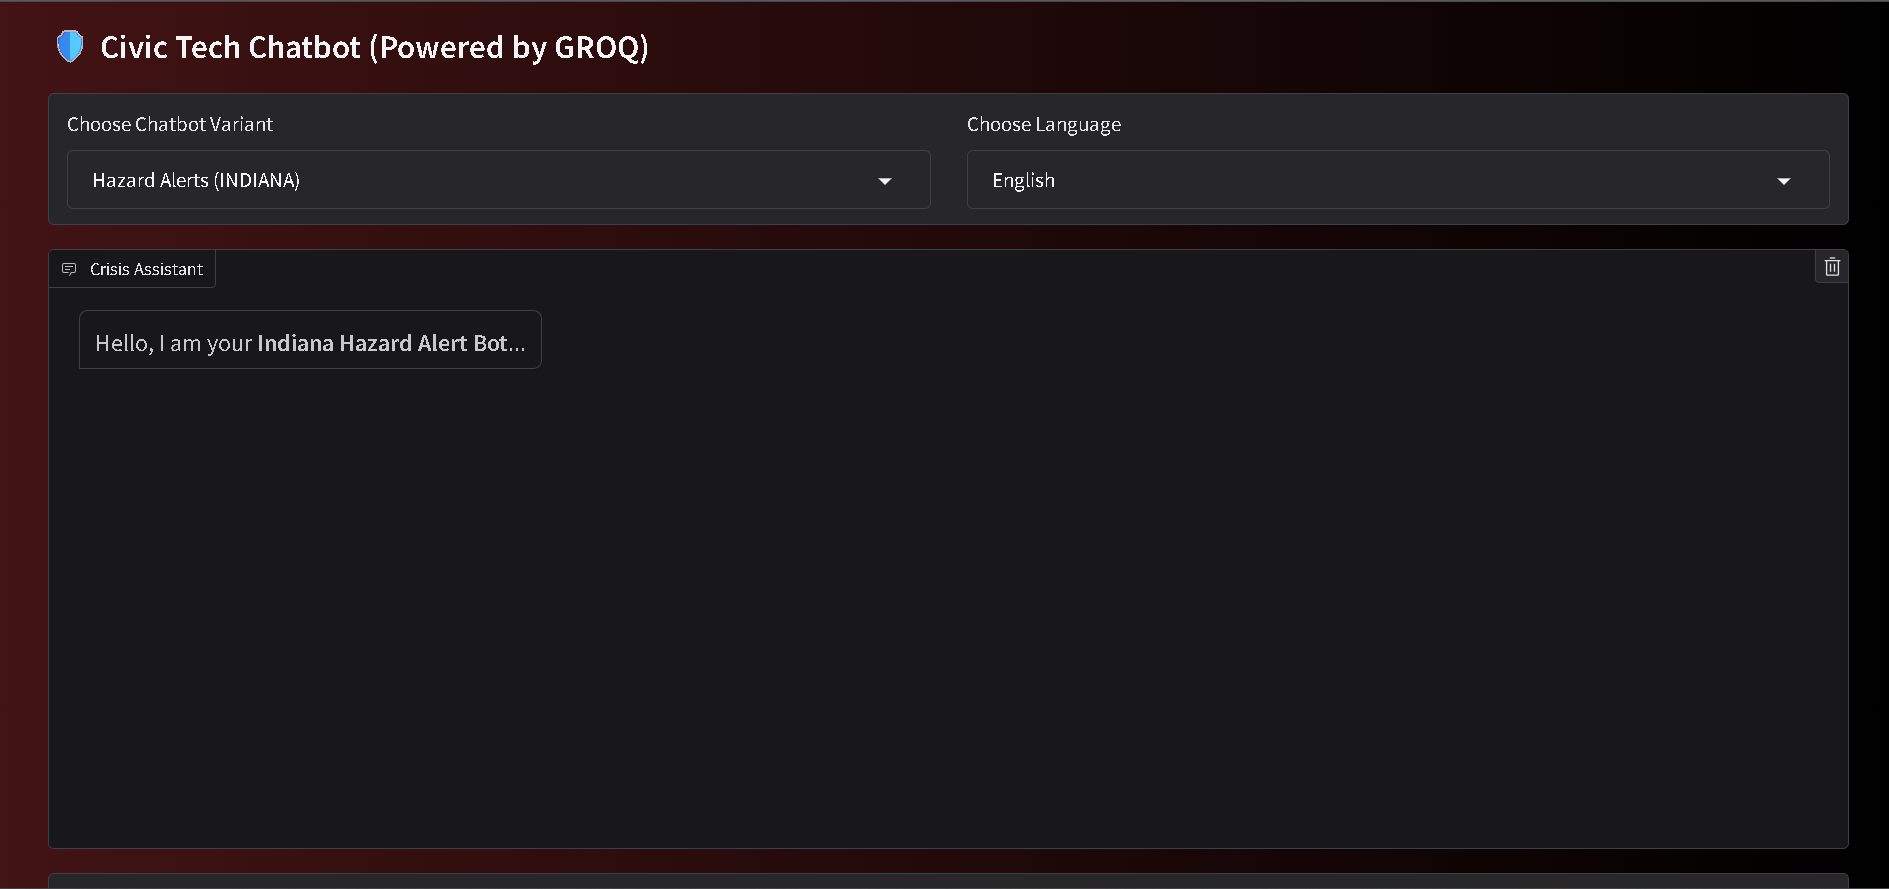 Civic Tech Chatbot (Powered by GROQ)
Choose Chatbot Variant
Hazard Alerts (INDIANA)
Choose Language
English
Crisis Assistant
Hello, I am your Indiana Hazard Alert Bot...